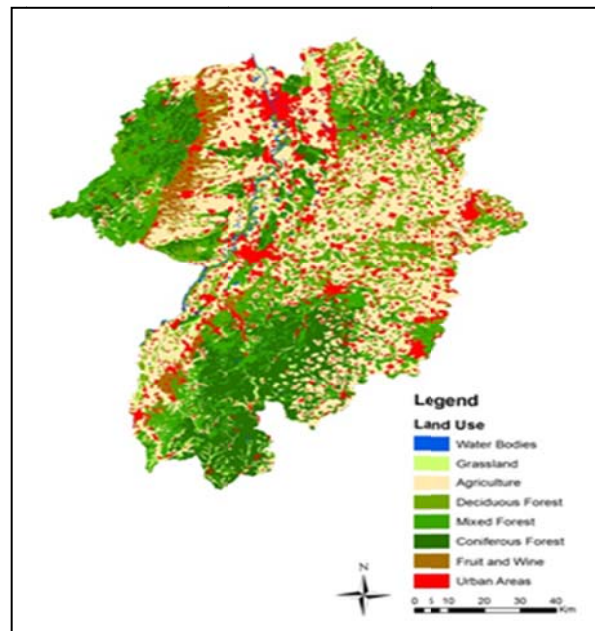 Legend
Land Use
Water Bodies
Grassland
Agriculture
Deciduous Forest
Mixed Forest
Coniferous Forest
Fruit and Wine
Urban Areas
N
0 5 10 20 30 40
Km